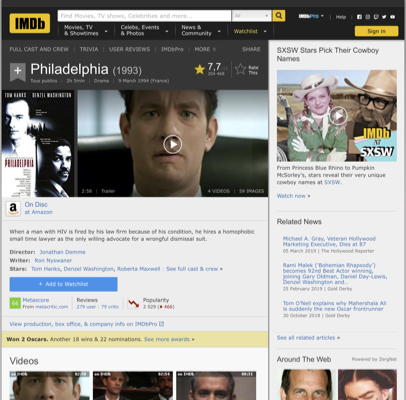 IMDb
Find Movies, TV shows, Celebrities and more...
All
IMDbPro
Help
Movies, TV
& Showtimes
Celebs, Events
& Photos
News &
Community
Watchlist
Sign in
FULL CAST AND CREW | TRIVIA | USER REVIEWS | IMDbPro | MORE
SHARE
Philadelphia (1993)
Tous publics | 2h 5min | Drama | 9 March 1994 (France)
7,7
Rate
This
TOM HANKS DENZEL WASHINGTON
PHILADELPHIA
2:58 | Trailer
4 VIDEOS | 59 IMAGES
On Disc
at Amazon
When a man with HIV is fired by his law firm because of his condition, he hires a homophobic
small time lawyer as the only willing advocate for a wrongful dismissal suit.
Director: Jonathan Demme
Writer: Ron Nyswaner
Stars: Tom Hanks, Denzel Washington, Roberta Maxwell | See full cast & crew »
+ Add to Watchlist
66
Metascore
From metacritic.com
Reviews
279 user | 79 critic
Popularity
2 029 (466)
View production, box office, & company info on IMDbPro
Won 2 Oscars. Another 18 wins & 22 nominations. See more awards »
Videos
SXSW Stars Pick Their Cowboy
Names
IMDb
AT
SXSW
From Princess Blue Rhino to Pumpkin
McSorley's, stars reveal their very unique
cowboy names at SXSW.
Watch now »
Related News
Michael A. Gray, Veteran Hollywood
Marketing Executive, Dies at 87
05 March 2019 | The Hollywood Reporter
Rami Malek ('Bohemian Rhapsody')
becomes 92nd Best Actor winning,
joining Gary Oldman, Daniel Day-Lewis,
Denzel Washington and…
25 February 2019 | Gold Derby
Tom O'Neil explains why Mahershala Ali
is suddenly the new Oscar frontrunner
30 October 2018 | Gold Derby
See all related articles »
Around The Web
Powered by ZergNet